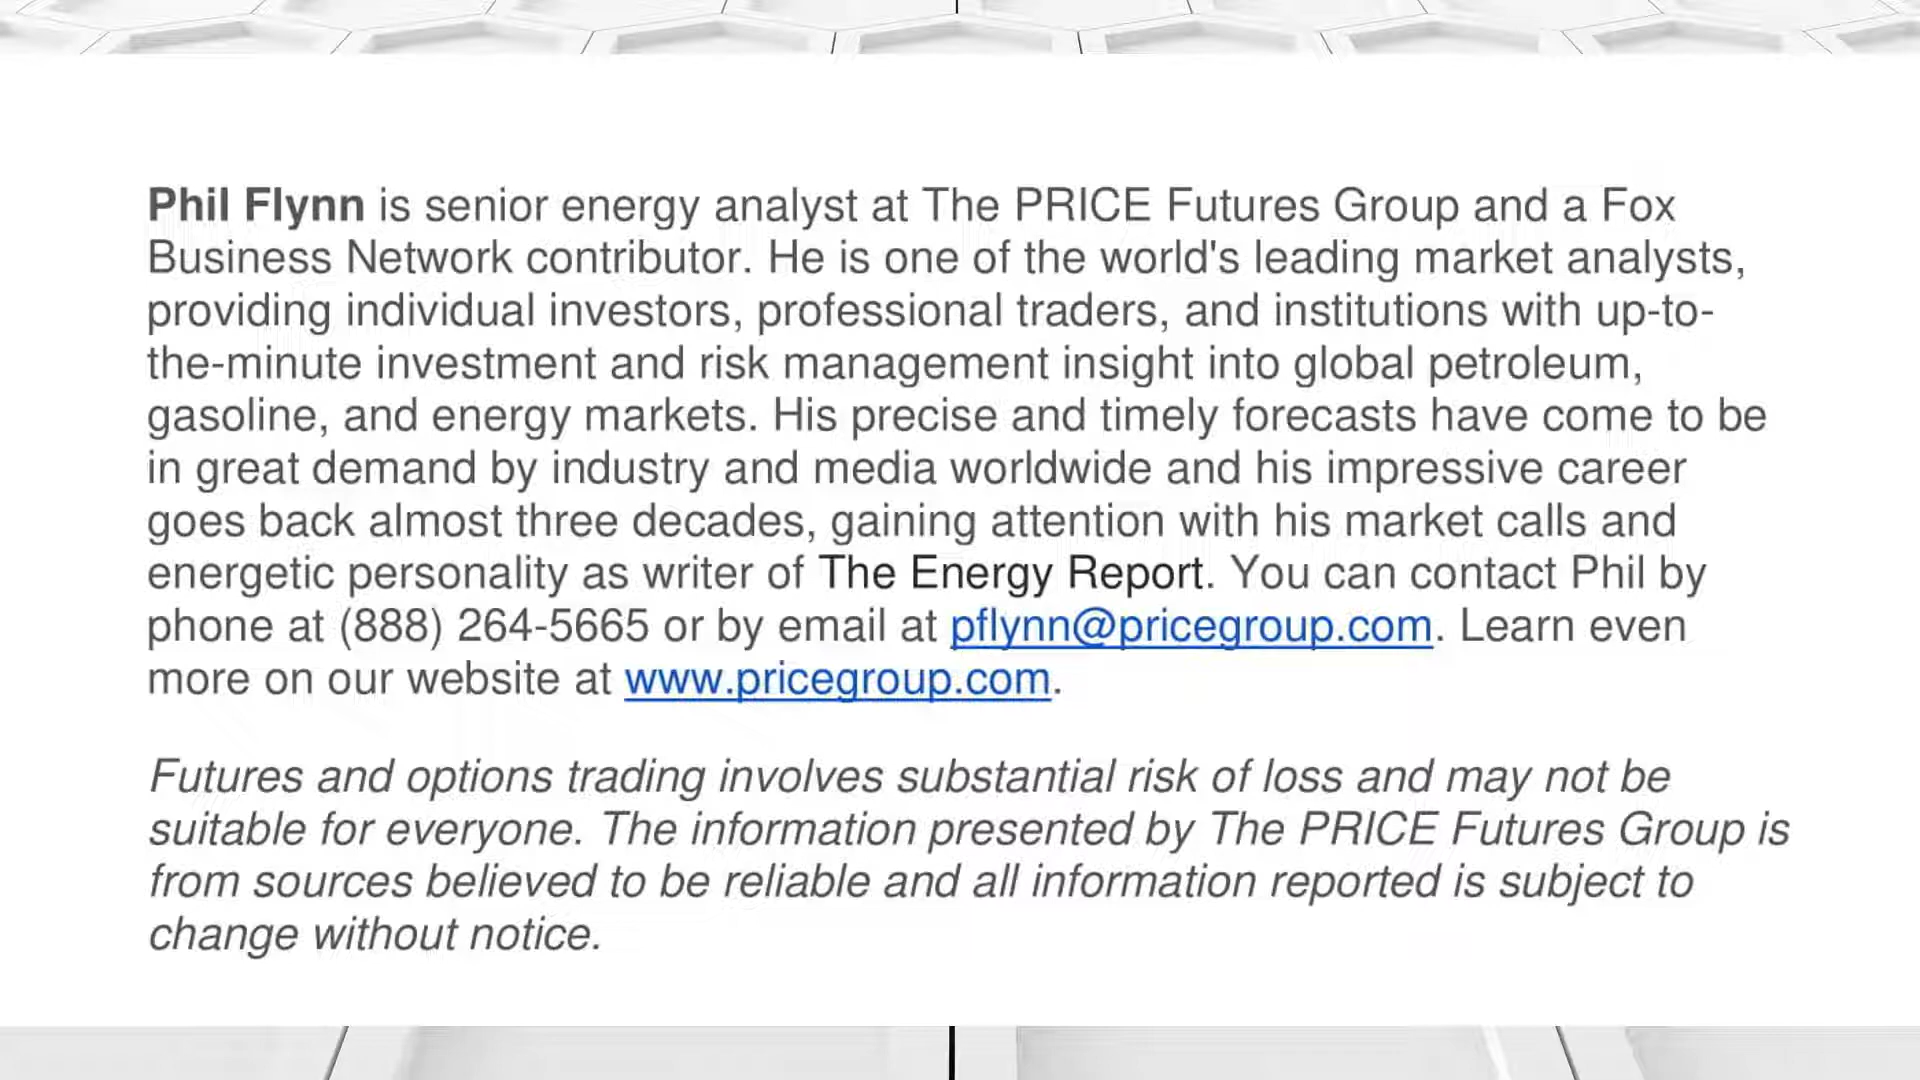 Phil Flynn is senior energy analyst at The PRICE Futures Group and a Fox
Business Network contributor. He is one of the world's leading market analysts,
providing individual investors, professional traders, and institutions with up-to-
the-minute investment and risk management insight into global petroleum,
gasoline, and energy markets. His precise and timely forecasts have come to be
in great demand by industry and media worldwide and his impressive career
goes back almost three decades, gaining attention with his market calls and
energetic personality as writer of The Energy Report. You can contact Phil by
phone at (888) 264-5665 or by email at pflynn@pricegroup.com. Learn even
more on our website at www.pricegroup.com.
Futures and options trading involves substantial risk of loss and may not be
suitable for everyone. The information presented by The PRICE Futures Group is
from sources believed to be reliable and all information reported is subject to
change without notice.